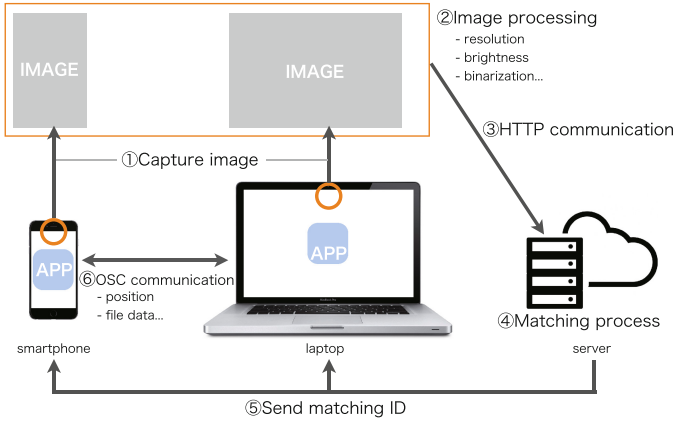 ②Image processing
- resolution
- brightness
- binarization...
IMAGE
IMAGE
③HTTP communication
①Capture image
APP
APP
⑥OSC communication
- position
- file data...
④Matching process
smartphone
laptop
server
⑤Send matching ID